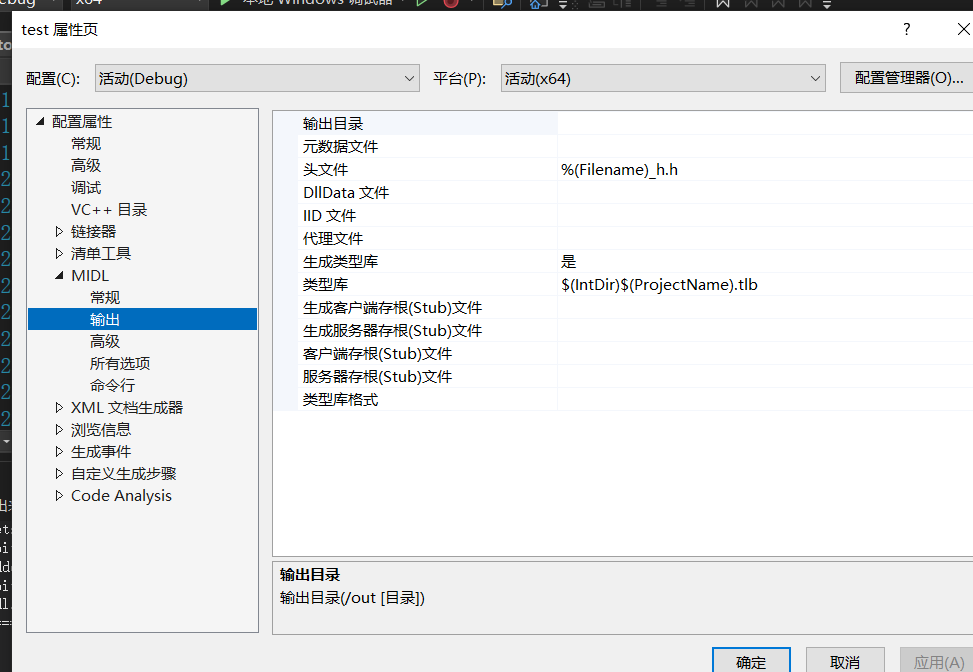 ebug
x64
本地 Windows 调试器
test 属性页
?
配置(C):
活动(Debug)
平台(P):
活动(x64)
配置管理器(O)...
配置属性
常规
高级
调试
VC++ 目录
链接器
清单工具
MIDL
常规
输出
高级
所有选项
命令行
XML 文档生成器
浏览信息
生成事件
自定义生成步骤
Code Analysis
输出目录
元数据文件
头文件 %(Filename)_h.h
DllData 文件
IID 文件
代理文件
生成类型库 是
类型库 $(IntDir)$(ProjectName).tlb
生成客户端存根(Stub)文件
生成服务器存根(Stub)文件
客户端存根(Stub)文件
服务器存根(Stub)文件
类型库格式
输出目录
输出目录(/out [目录])
确定
取消
应用(A)